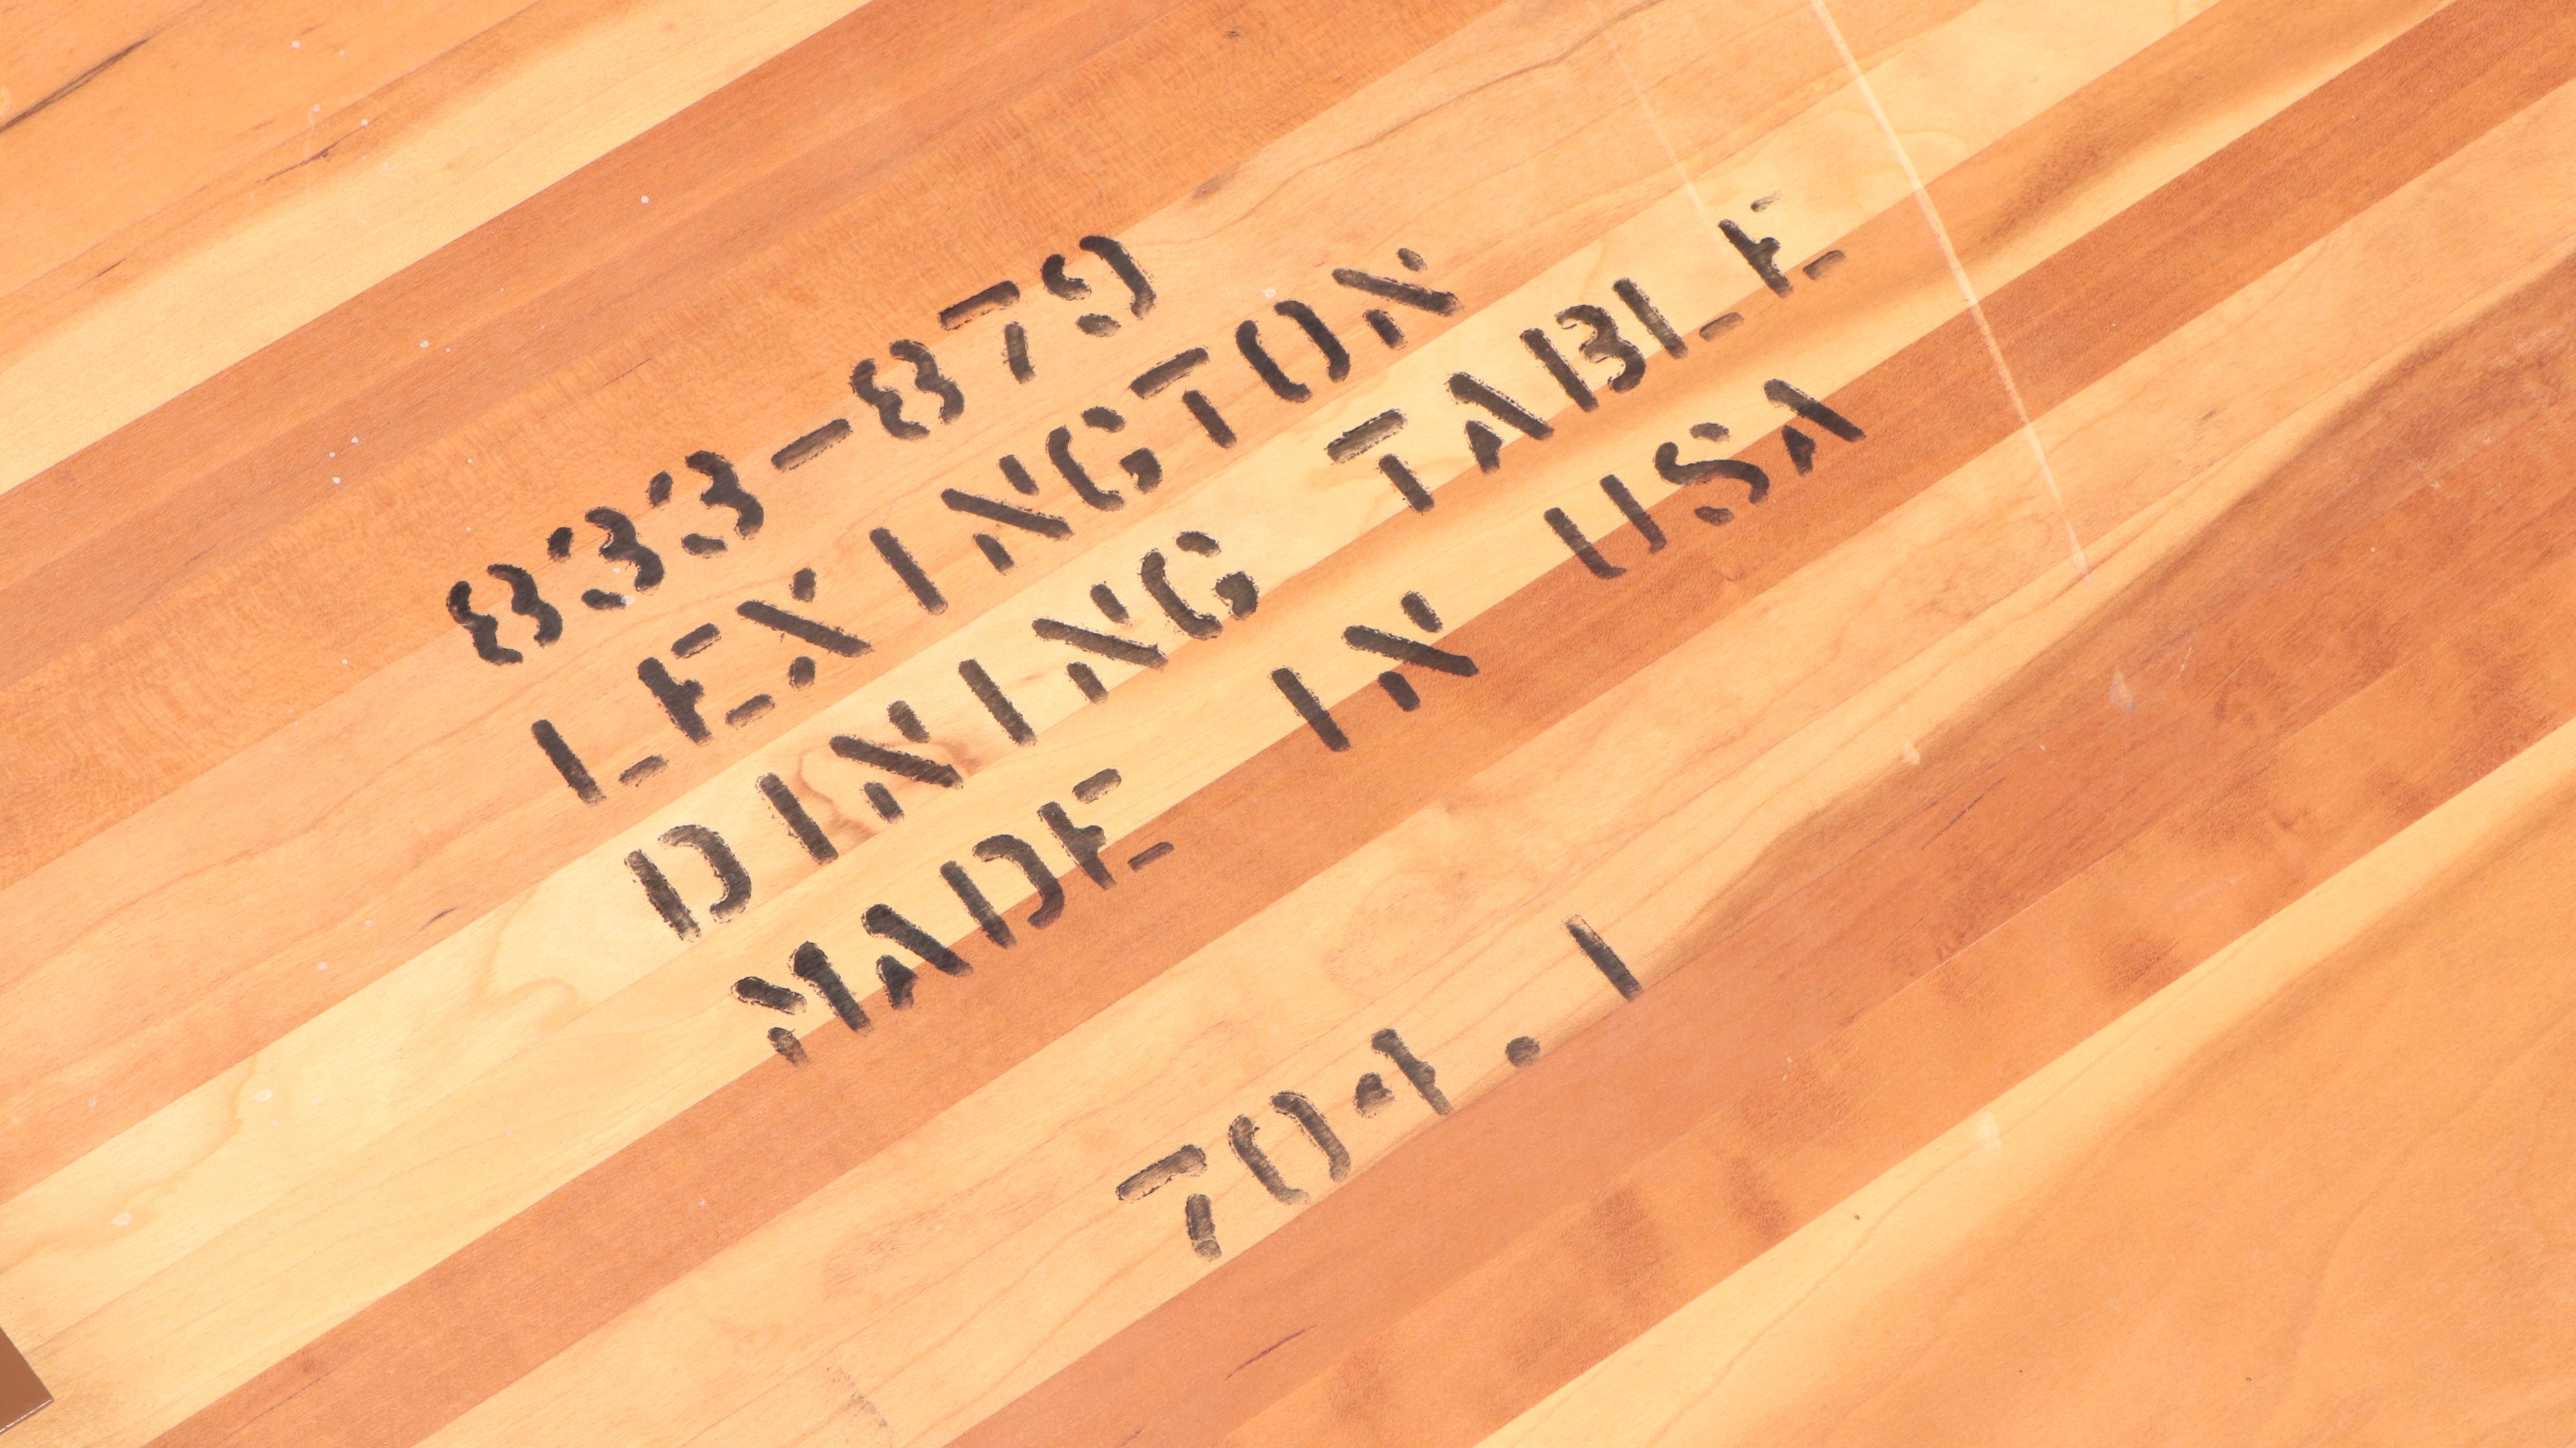 833-879
LEXINGTON
DINING TABLE
MADE IN USA
704.1